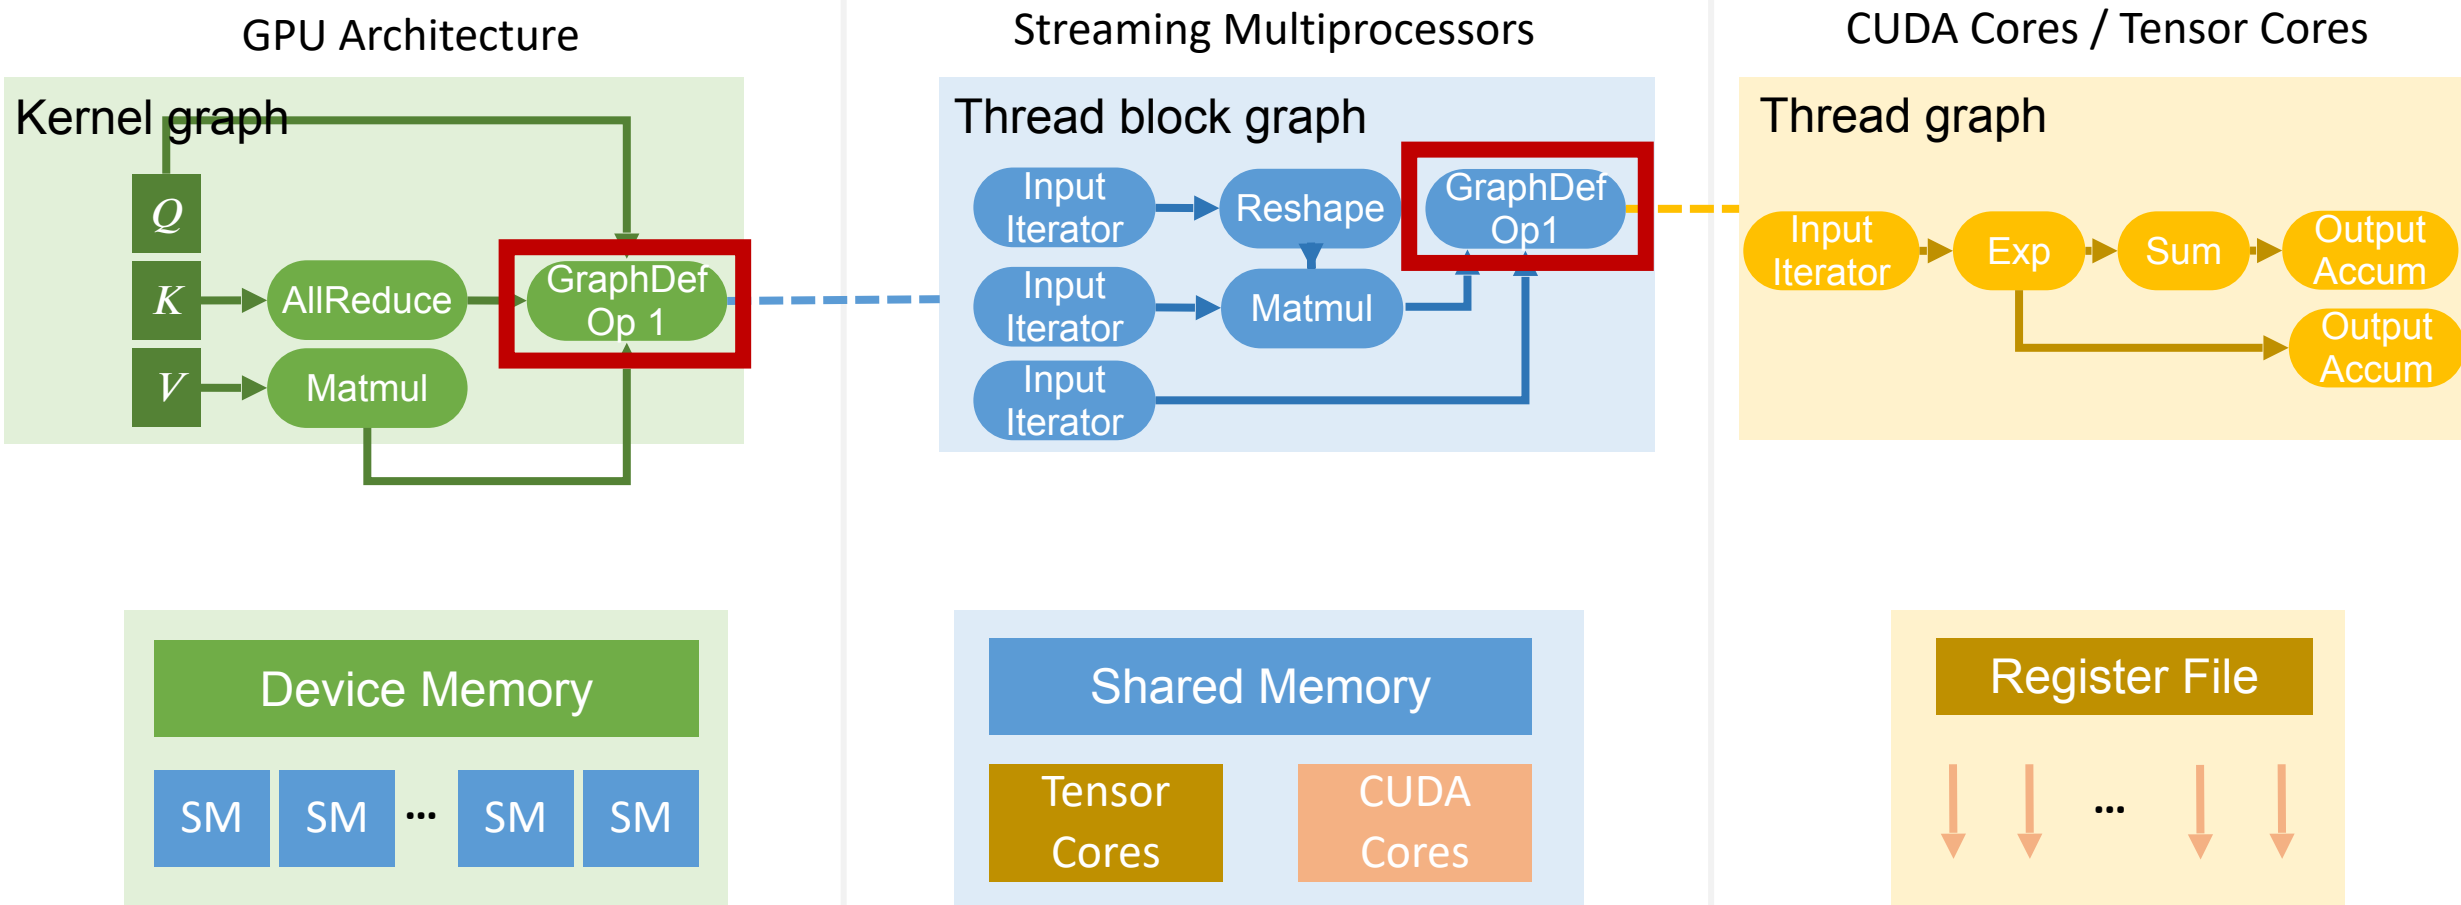 GPU Architecture
Kernel graph
Q
K
V
AllReduce
Matmul
GraphDef
Op 1
Device Memory
SM
SM
...
SM
SM
Streaming Multiprocessors
Thread block graph
Input
Iterator
Reshape
GraphDef
Op1
Input
Iterator
Matmul
Input
Iterator
Shared Memory
Tensor
Cores
CUDA
Cores
CUDA Cores / Tensor Cores
Thread graph
Input
Iterator
Exp
Sum
Output
Accum
Output
Accum
Register File
...